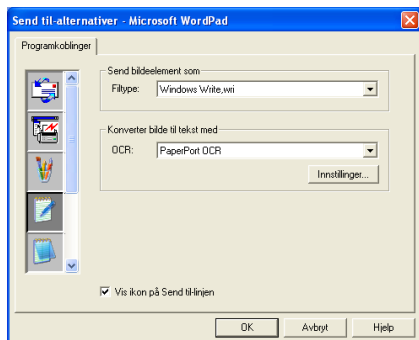 Send til-alternativer - Microsoft WordPad
Programkoblinger
Send bildeelement som
Filtype: Windows Write,wri
Konverter bilde til tekst med
OCR: PaperPort OCR
Innstillinger...
Vis ikon på Send til-linjen
OK Avbryt Hjelp